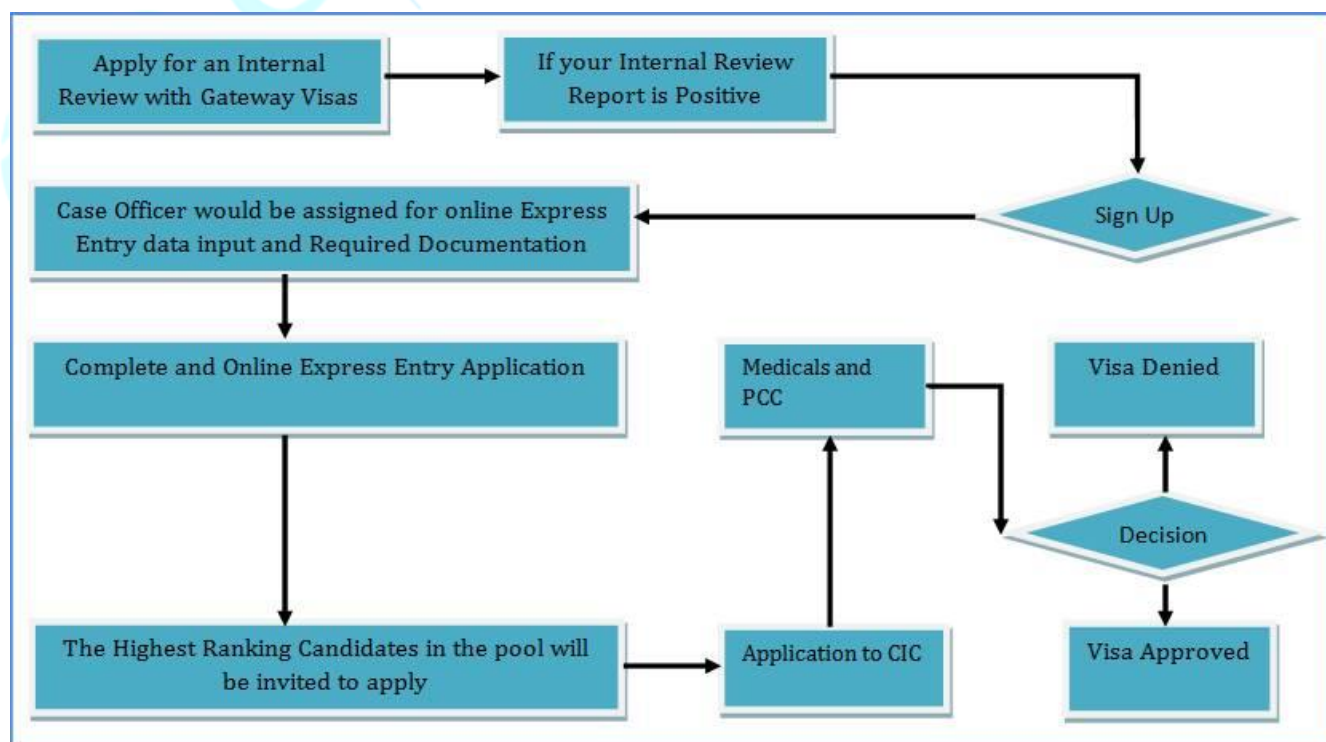 Apply for an Internal
Review with Gateway Visas
If your Internal Review
Report is Positive
Sign Up
Case Officer would be assigned for online Express
Entry data input and Required Documentation
Complete and Online Express Entry Application
The Highest Ranking Candidates in the pool will
be invited to apply
Application to CIC
Medicals and
PCC
Decision
Visa Denied
Visa Approved